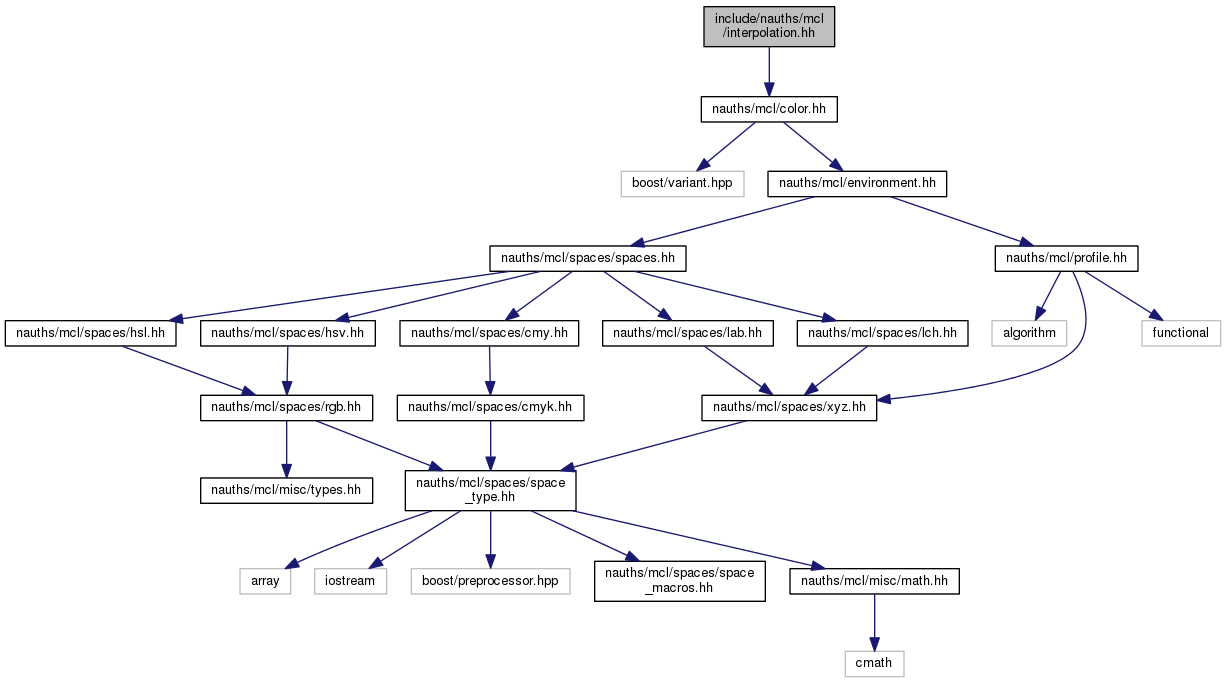 include/nauths/mcl
/interpolation.hh
nauths/mcl/color.hh
boost/variant.hpp
nauths/mcl/environment.hh
nauths/mcl/spaces/spaces.hh
nauths/mcl/profile.hh
nauths/mcl/spaces/hsl.hh
nauths/mcl/spaces/hsv.hh
nauths/mcl/spaces/cmy.hh
nauths/mcl/spaces/lab.hh
nauths/mcl/spaces/lch.hh
algorithm
functional
nauths/mcl/spaces/rgb.hh
nauths/mcl/spaces/cmyk.hh
nauths/mcl/spaces/xyz.hh
nauths/mcl/misc/types.hh
nauths/mcl/spaces/space
_type.hh
array
iostream
boost/preprocessor.hpp
nauths/mcl/spaces/space
_macros.hh
nauths/mcl/misc/math.hh
cmath